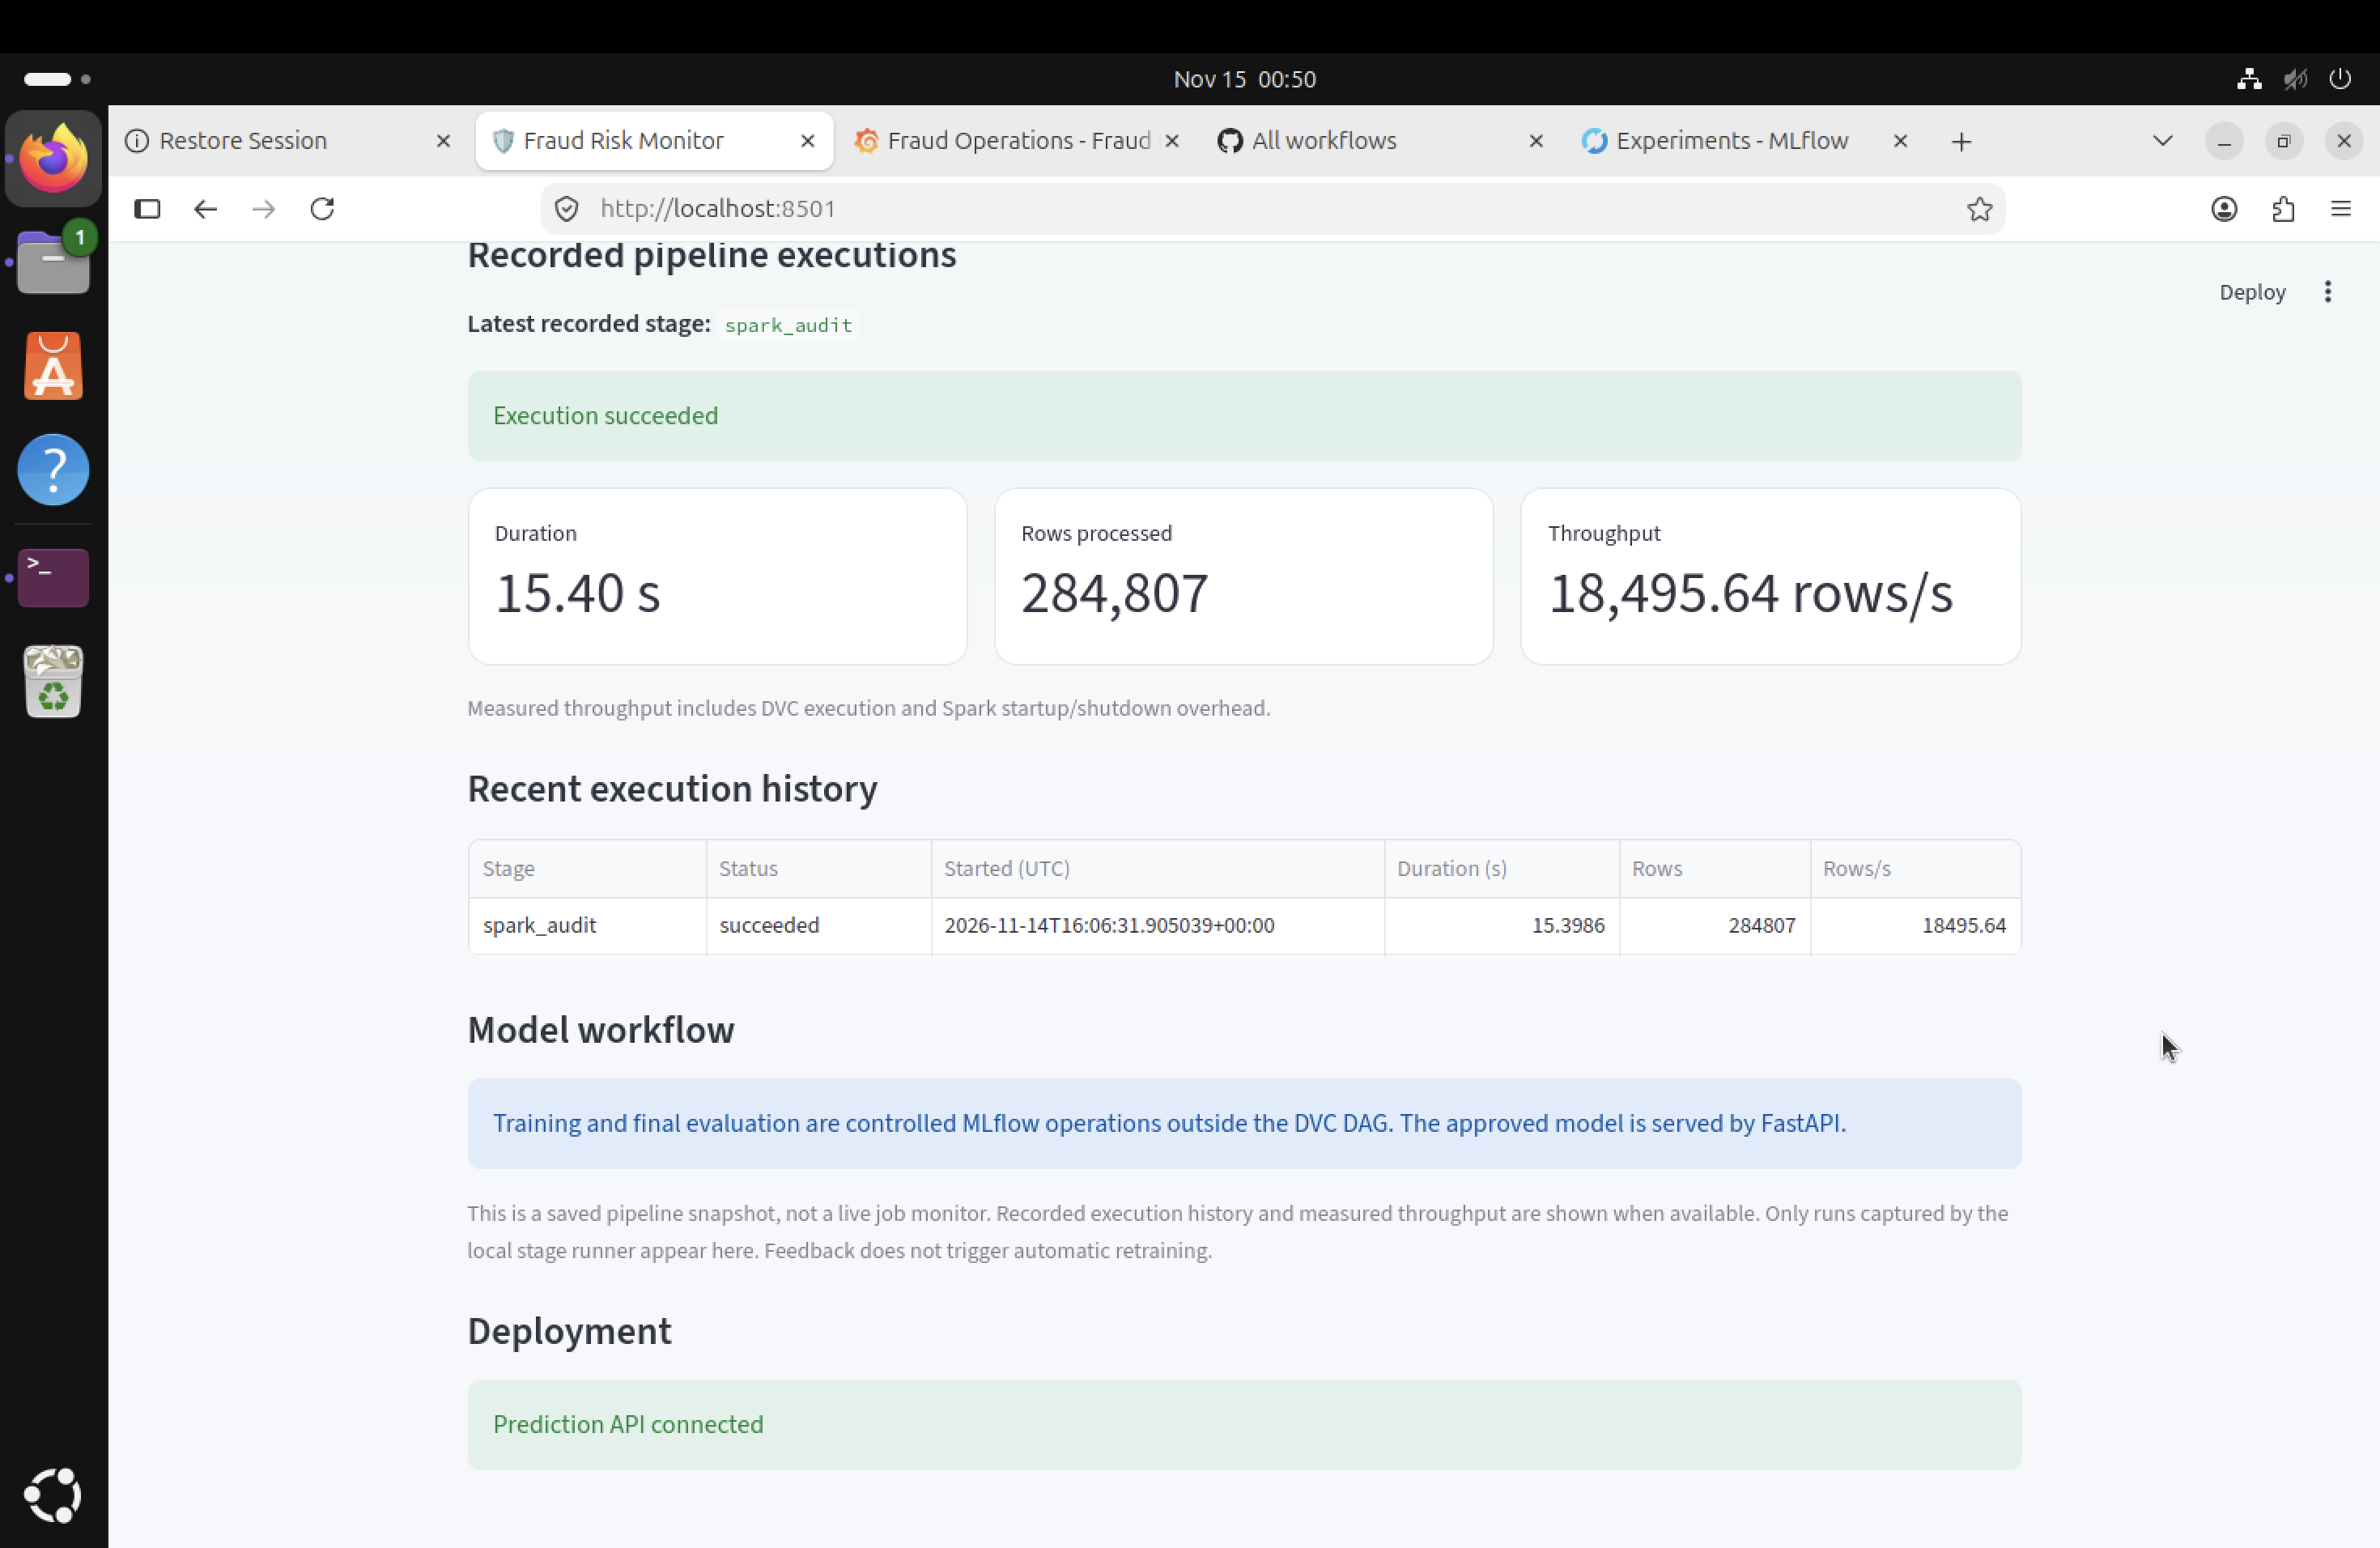 Nov 15 00:50
Restore Session
Fraud Risk Monitor
Fraud Operations - Fraud
All workflows
Experiments - MLflow
1
http://localhost:8501
Deploy
Recorded pipeline executions
Latest recorded stage: spark_audit
Execution succeeded
Duration
15.40 s
Rows processed
284,807
Throughput
18,495.64 rows/s
Measured throughput includes DVC execution and Spark startup/shutdown overhead.
Recent execution history
Stage Status Started (UTC) Duration (s) Rows Rows/s
spark_audit succeeded 2026-11-14T16:06:31.905039+00:00 15.3986 284807 18495.64
Model workflow
Training and final evaluation are controlled MLflow operations outside the DVC DAG. The approved model is served by FastAPI.
This is a saved pipeline snapshot, not a live job monitor. Recorded execution history and measured throughput are shown when available. Only runs captured by the
local stage runner appear here. Feedback does not trigger automatic retraining.
Deployment
Prediction API connected